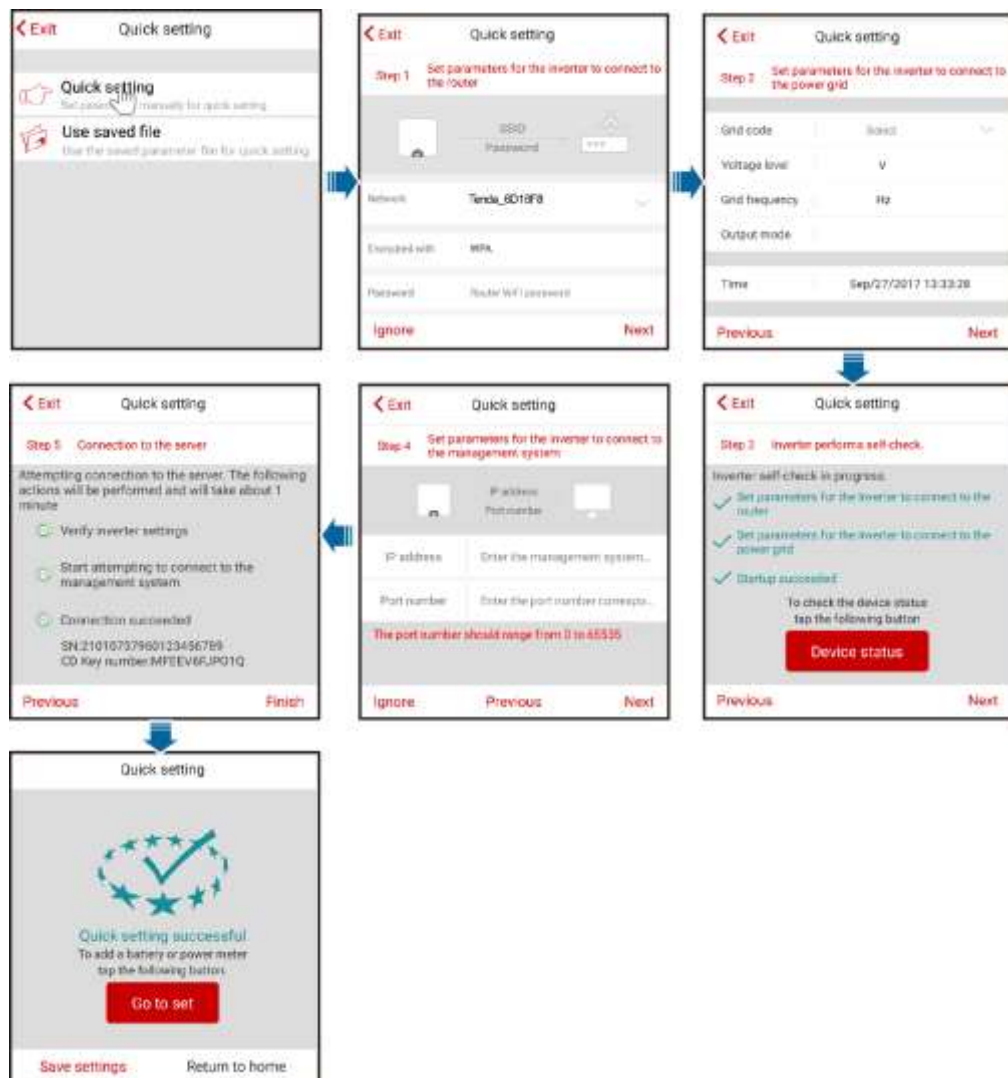 Exit
Quick setting
Quick setting
manually for quick setting
Use saved file
Use the saved parameter file for quick setting
Exit
Quick setting
Step 1 Set parameters for the inverter to connect to
the router
SSID
Password
Network Tenda_6D18F8
Encrypted with WPA
Password Router WiFi password
Ignore Next
Exit
Quick setting
Step 2 Set parameters for the inverter to connect to
the power grid
Grid code Select
Voltage level V
Grid frequency Hz
Output mode
Time Sep/27/2017 13:33:28
Previous Next
Exit
Quick setting
Step 3 Inverter performs self-check.
Inverter self-check in progress
Set parameters for the inverter to connect to the
router
Set parameters for the inverter to connect to the
power grid
Startup succeeded
To check the device status
tap the following button
Device status
Previous Next
Exit
Quick setting
Step 4 Set parameters for the inverter to connect to
the management system
IP address
Port number
IP address Enter the management system...
Port number Enter the port number correspo...
The port number should range from 0 to 65535
Ignore Previous Next
Exit
Quick setting
Step 5 Connection to the server
Attempting connection to the server. The following
actions will be performed and will take about 1
minute
Verify inverter settings
Start attempting to connect to the
management system
Connection succeeded
SN:21010737960123456789
CD Key number:MFEEV6FJPO1Q
Previous Finish
Quick setting
Quick setting successful
To add a battery or power meter
tap the following button
Go to set
Save settings Return to home